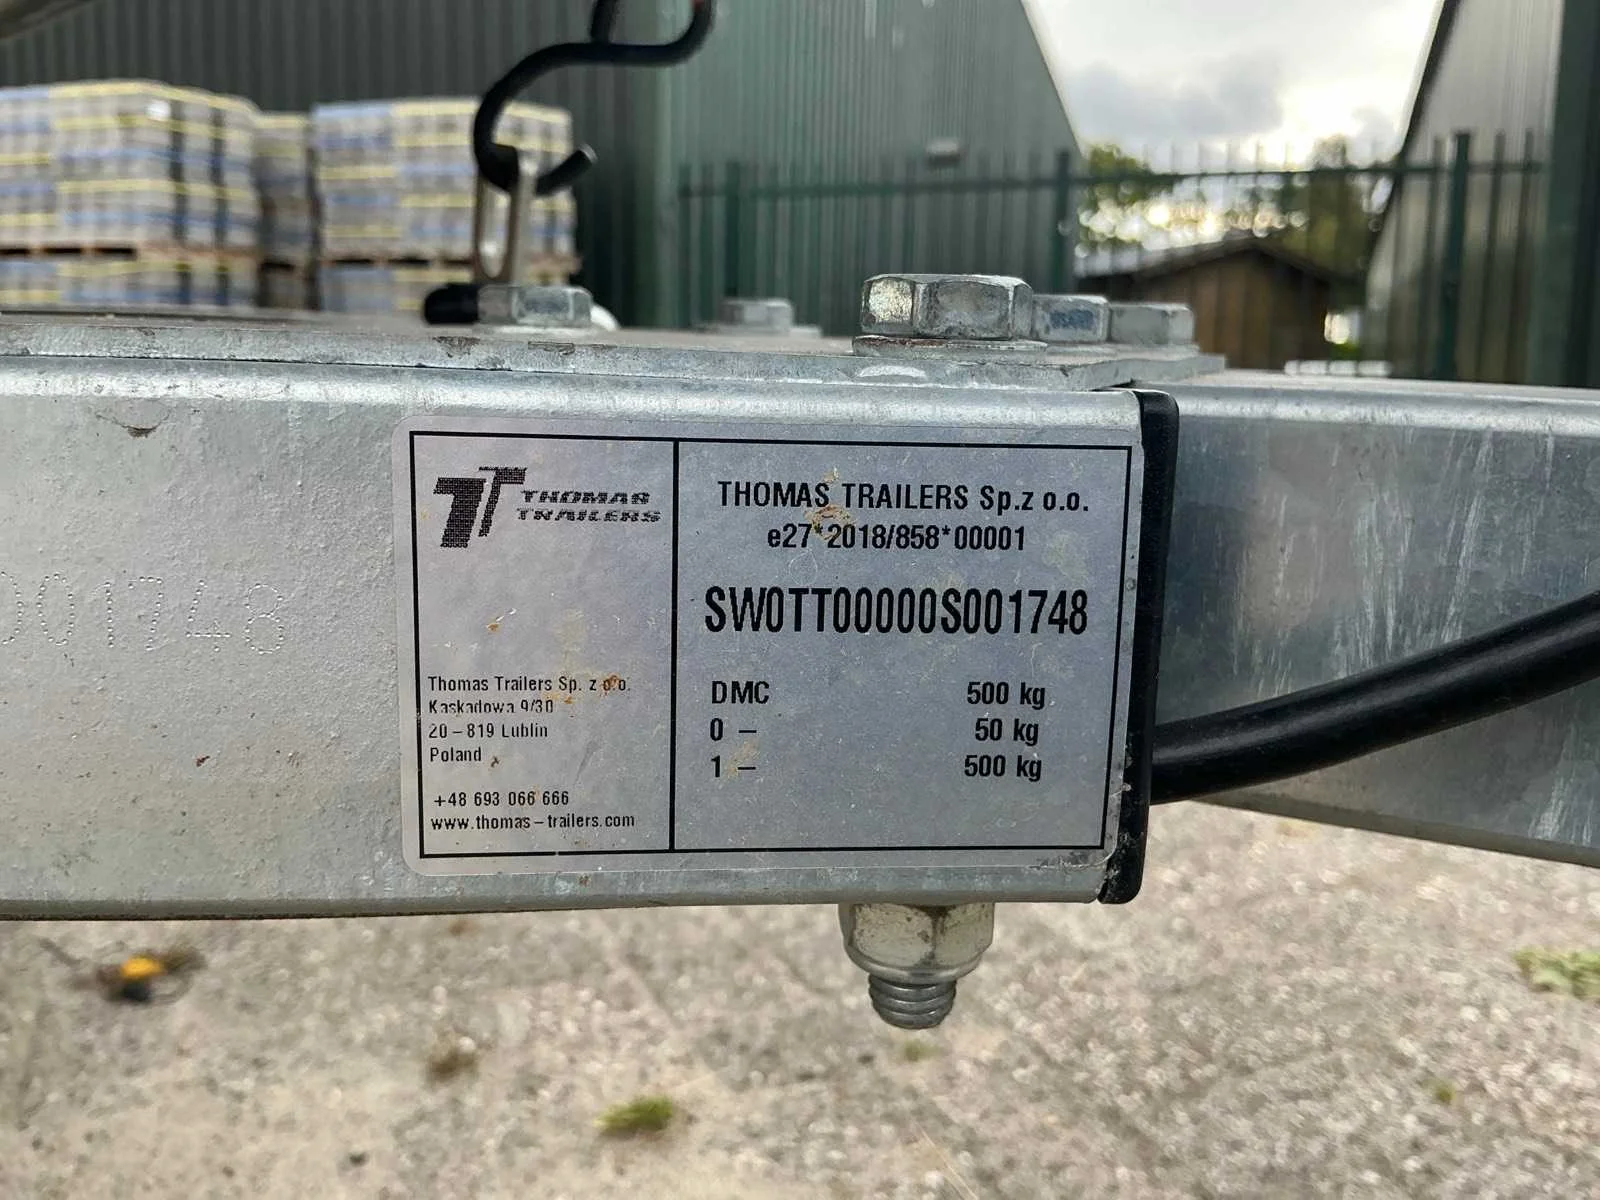 001748
THOMAS
TRAILERS
Thomas Trailers Sp. z o.o.
Kaskadowa 9/30
20 – 819 Lublin
Poland
+48 693 066 666
www.thomas–trailers.com
THOMAS TRAILERS Sp.z o.o.
e27*2018/858*00001
SW0TT00000S001748
DMC 500 kg
0 – 50 kg
1 – 500 kg